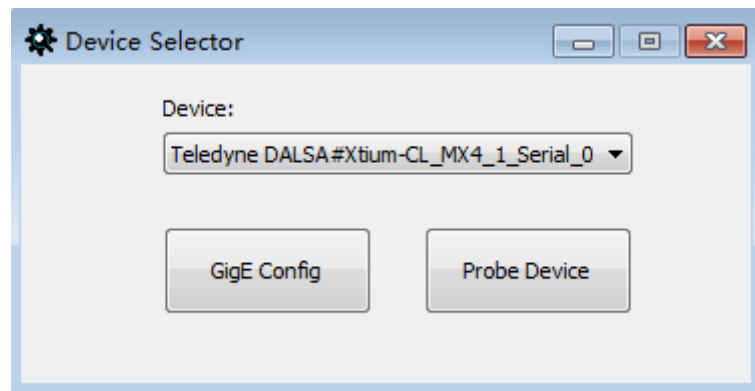 Device Selector
Device:
Teledyne DALSA#Xtium-CL_MX4_1_Serial_0
GigE Config
Probe Device